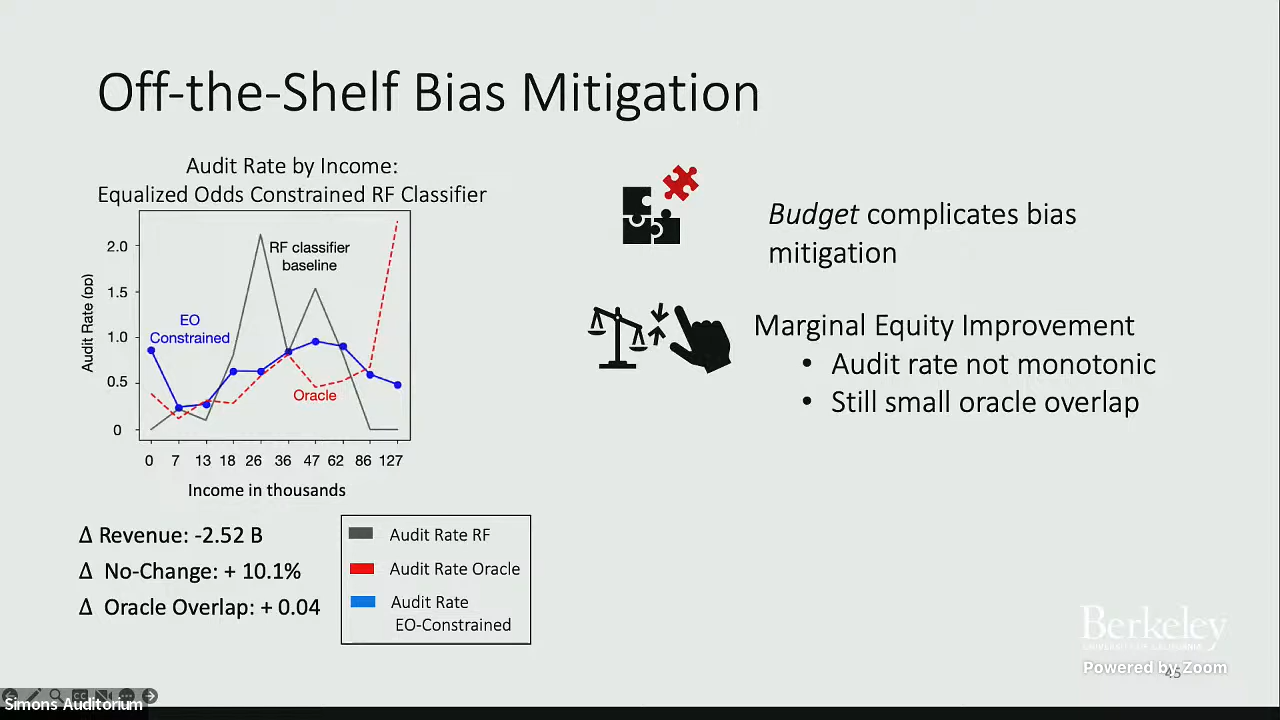 Off-the-Shelf Bias Mitigation
Audit Rate by Income:
Equalized Odds Constrained RF Classifier
Audit Rate (pp)
2.0
1.5
1.0
0.5
0
RF classifier
baseline
EO
Constrained
Oracle
0 7 13 18 26 36 47 62 86 127
Income in thousands
Δ Revenue: -2.52 B
Δ No-Change: + 10.1%
Δ Oracle Overlap: + 0.04
Audit Rate RF
Audit Rate Oracle
Audit Rate
EO-Constrained
Budget complicates bias
mitigation
Marginal Equity Improvement
• Audit rate not monotonic
• Still small oracle overlap
Berkeley
UNIVERSITY OF CALIFORNIA
Powered by Zoom
45
Simons Auditorium